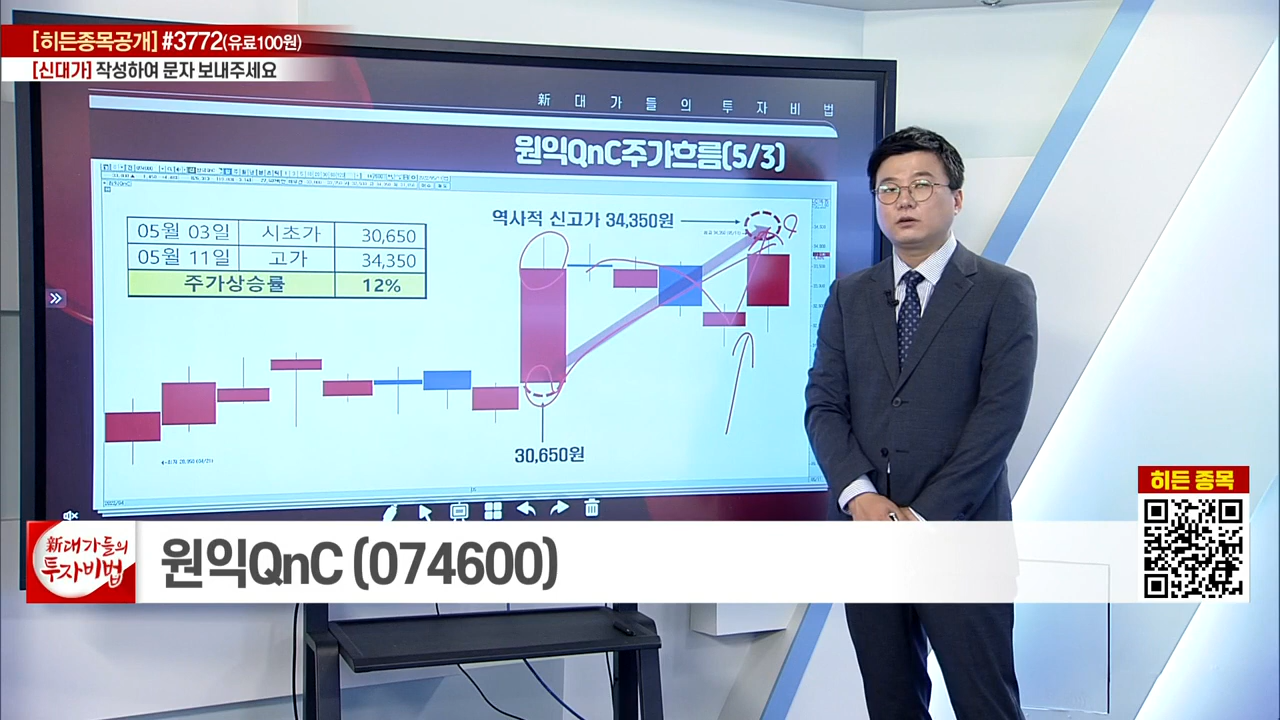 [히든종목공개] #3772(유료100원)
[신대가] 작성하여 문자 보내주세요
新 대 가 들 의 투 자 비 법
원익QnC주가흐름(5/3)
역사적 신고가 34,350원
05월 03일 시초가 30,650
05월 11일 고가 34,350
주가상승률 12%
30,650원
히든 종목
新대가들의
투자비법
원익QnC (074600)